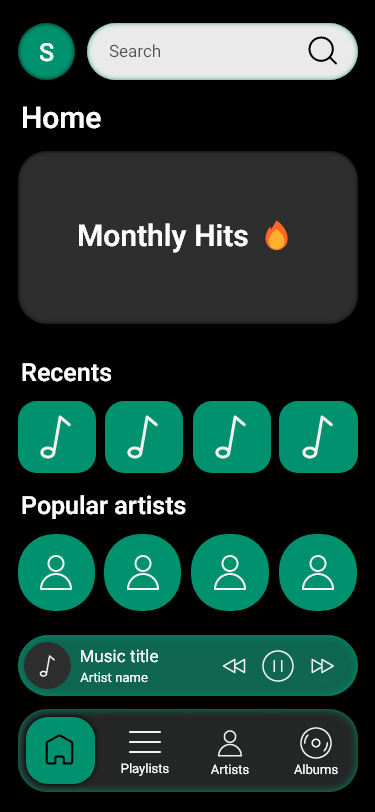 S
Search
Home
Monthly Hits 🔥
Recents
Popular artists
Music title
Artist name
Playlists
Artists
Albums